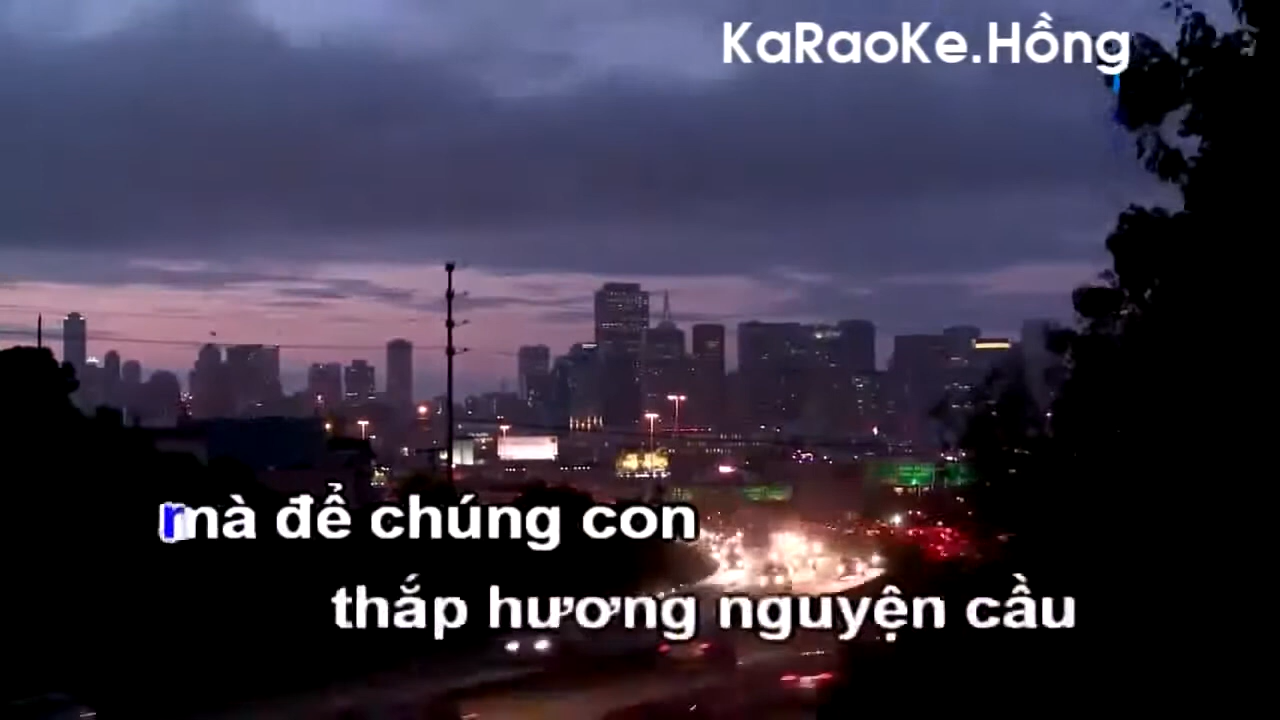 KaRaoKe.Hồng
mà để chúng con
thắp hương nguyện cầu